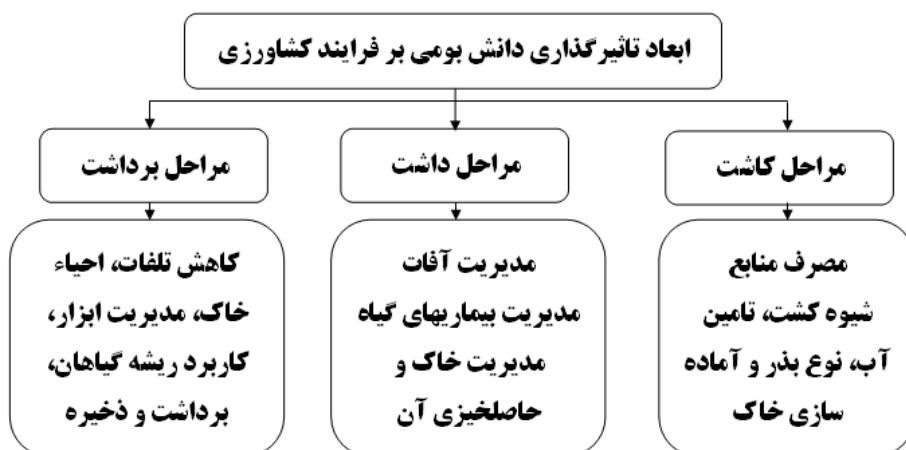 ابعاد تاثیرگذاری دانش بومی بر فرایند کشاورزی
مراحل کاشت
مراحل داشت
مراحل برداشت
مصرف منابع
شیوه کشت، تامین
آب، نوع بذر و آماده
سازی خاک
مدیریت آفات
مدیریت بیماریهای گیاه
مدیریت خاک و
حاصلخیزی آن
کاهش تلفات، احیاء
خاک، مدیریت ابزار،
کاربرد ریشه گیاهان،
برداشت و ذخیره